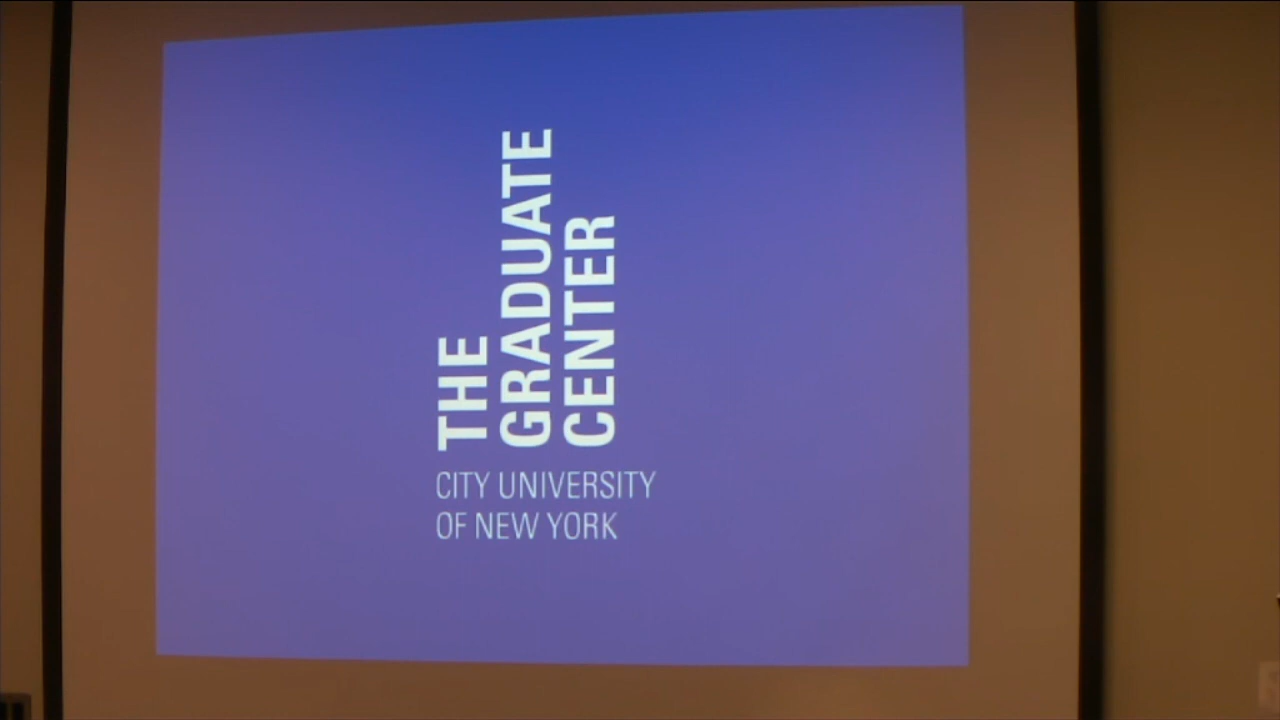 THE
GRADUATE
CENTER
CITY UNIVERSITY
OF NEW YORK